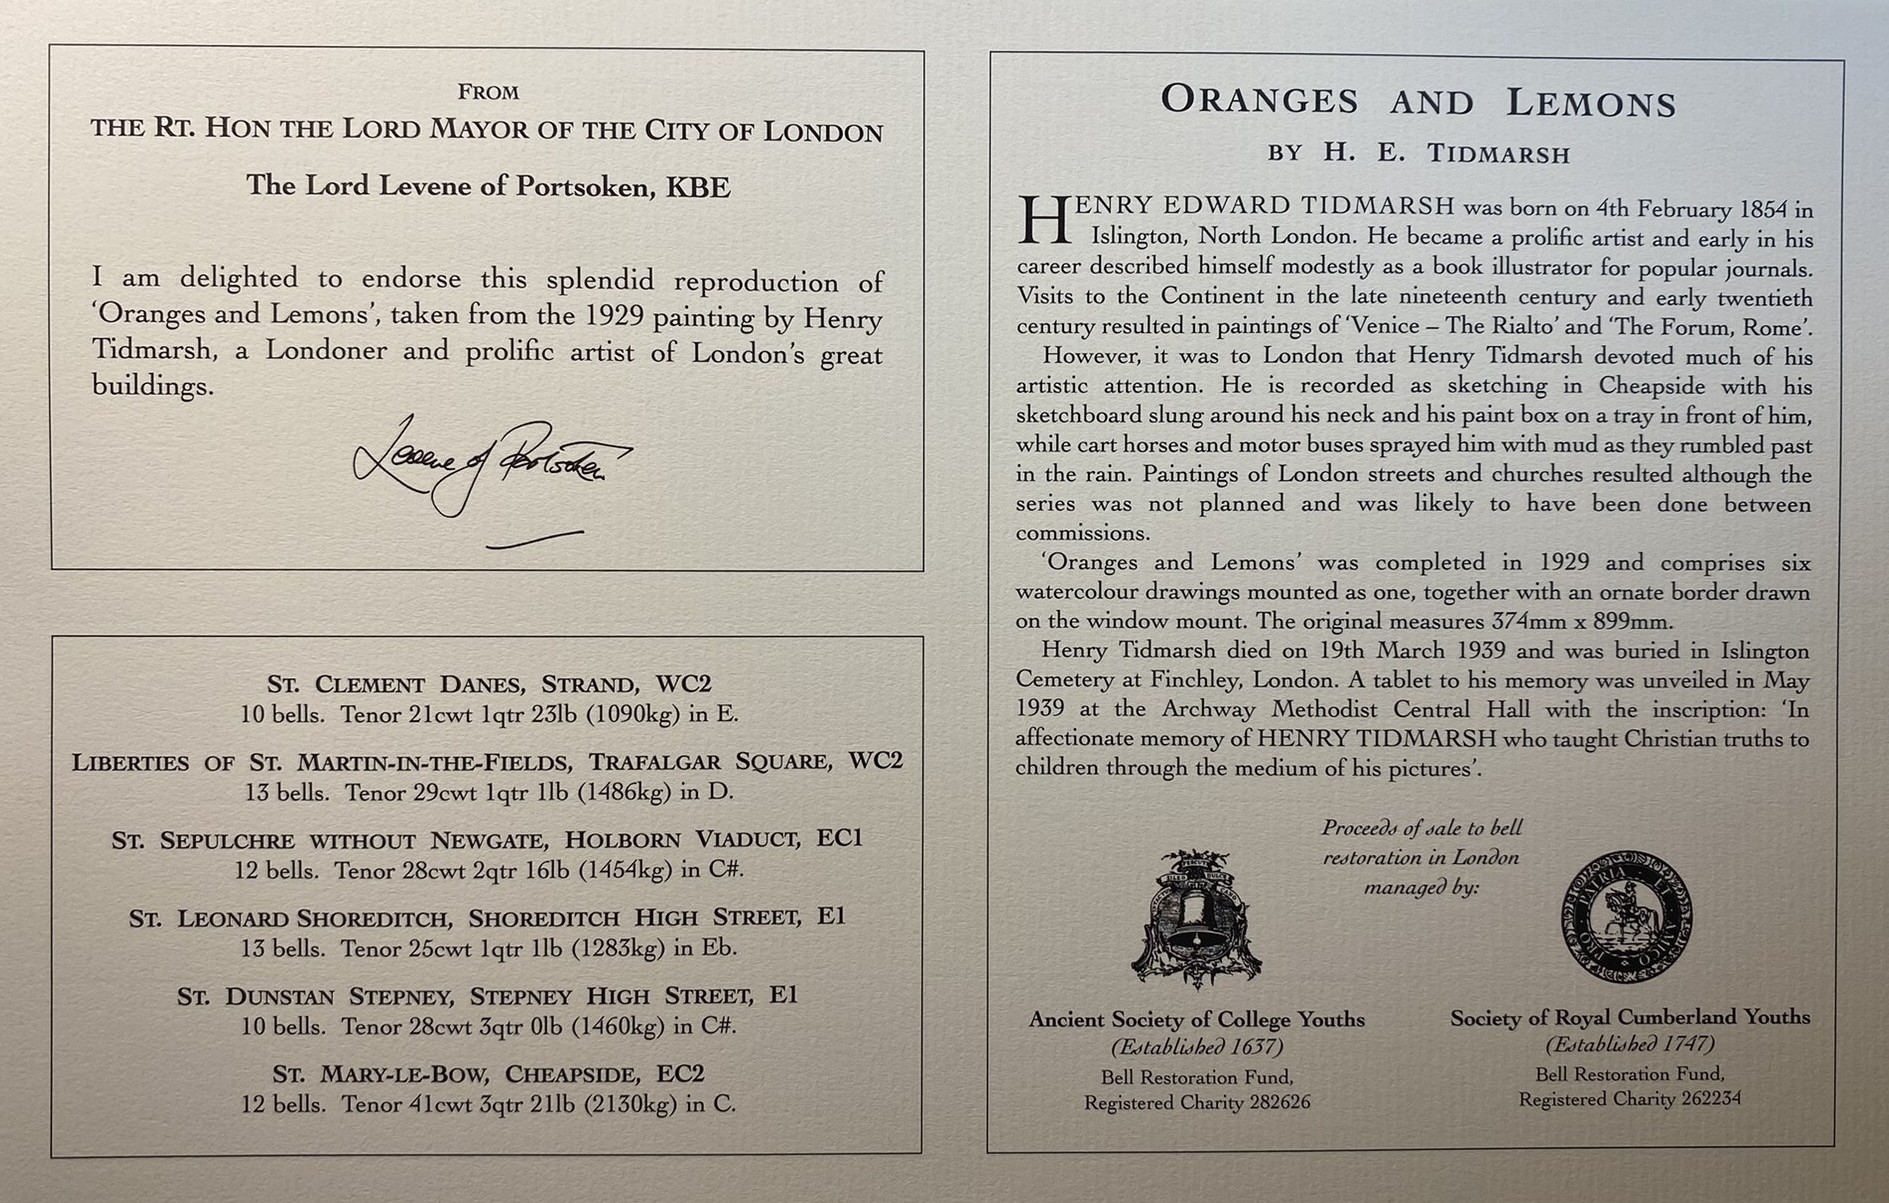 FROM
THE RT. HON THE LORD MAYOR OF THE CITY OF LONDON
The Lord Levene of Portsoken, KBE
I am delighted to endorse this splendid reproduction of
‘Oranges and Lemons’, taken from the 1929 painting by Henry
Tidmarsh, a Londoner and prolific artist of London’s great
buildings.
Levene of Portsoken
ST. CLEMENT DANES, STRAND, WC2
10 bells. Tenor 21cwt 1qtr 23lb (1090kg) in E.
LIBERTIES OF ST. MARTIN-IN-THE-FIELDS, TRAFALGAR SQUARE, WC2
13 bells. Tenor 29cwt 1qtr 1lb (1486kg) in D.
ST. SEPULCHRE WITHOUT NEWGATE, HOLBORN VIADUCT, EC1
12 bells. Tenor 28cwt 2qtr 16lb (1454kg) in C#.
ST. LEONARD SHOREDITCH, SHOREDITCH HIGH STREET, E1
13 bells. Tenor 25cwt 1qtr 1lb (1283kg) in Eb.
ST. DUNSTAN STEPNEY, STEPNEY HIGH STREET, E1
10 bells. Tenor 28cwt 3qtr 0lb (1460kg) in C#.
ST. MARY-LE-BOW, CHEAPSIDE, EC2
12 bells. Tenor 41cwt 3qtr 21lb (2130kg) in C.
ORANGES AND LEMONS
BY H. E. TIDMARSH
HENRY EDWARD TIDMARSH was born on 4th February 1854 in
Islington, North London. He became a prolific artist and early in his
career described himself modestly as a book illustrator for popular journals.
Visits to the Continent in the late nineteenth century and early twentieth
century resulted in paintings of ‘Venice – The Rialto’ and ‘The Forum, Rome’.
However, it was to London that Henry Tidmarsh devoted much of his
artistic attention. He is recorded as sketching in Cheapside with his
sketchboard slung around his neck and his paint box on a tray in front of him,
while cart horses and motor buses sprayed him with mud as they rumbled past
in the rain. Paintings of London streets and churches resulted although the
series was not planned and was likely to have been done between
commissions.
‘Oranges and Lemons’ was completed in 1929 and comprises six
watercolour drawings mounted as one, together with an ornate border drawn
on the window mount. The original measures 374mm x 899mm.
Henry Tidmarsh died on 19th March 1939 and was buried in Islington
Cemetery at Finchley, London. A tablet to his memory was unveiled in May
1939 at the Archway Methodist Central Hall with the inscription: ‘In
affectionate memory of HENRY TIDMARSH who taught Christian truths to
children through the medium of his pictures’.
Proceeds of sale to bell
restoration in London
managed by:
PRO PATRIA ET AMICO
Ancient Society of College Youths
(Established 1637)
Bell Restoration Fund,
Registered Charity 282626
Society of Royal Cumberland Youths
(Established 1747)
Bell Restoration Fund,
Registered Charity 262234